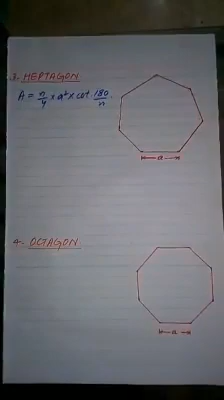 3. HEPTAGON.
A = n/4 × a² × cot 180/n.
a
4. OCTAGON.
a